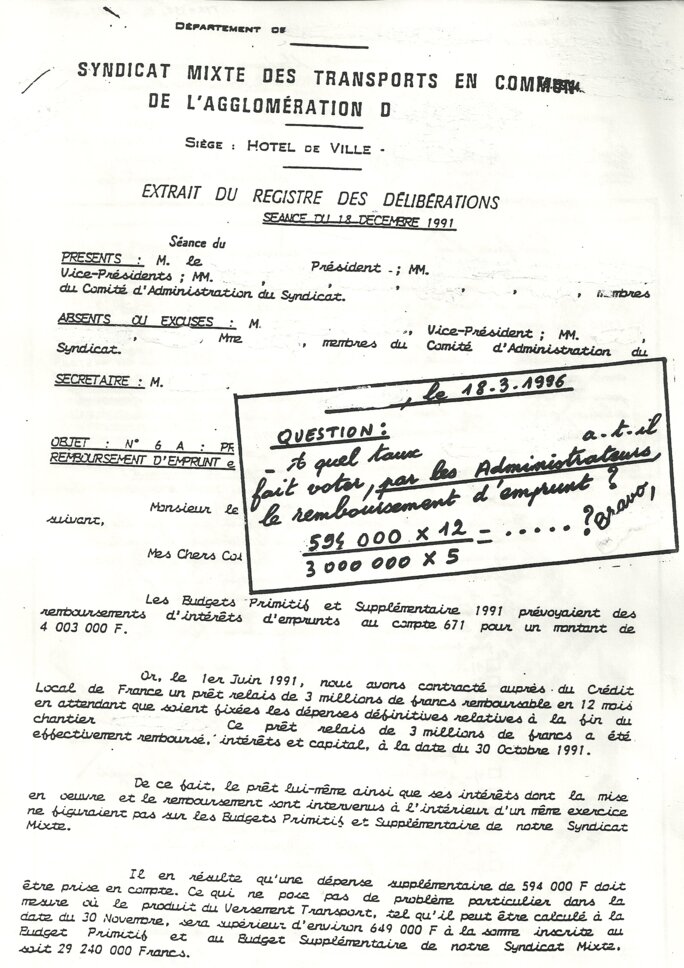 DÉPARTEMENT DE
SYNDICAT MIXTE DES TRANSPORTS EN COMMUN
DE L'AGGLOMÉRATION D
SIÈGE : HOTEL DE VILLE -
EXTRAIT DU REGISTRE DES DÉLIBÉRATIONS
SEANCE DU 18 DECEMBRE 1991
Séance du
PRESENTS : M. le Président - ; MM.
Vice-Présidents ; MM. , , , , membres
du Comité d'Administration du Syndicat.
ABSENTS OU EXCUSES : M. ,, Vice-Président ; MM. ,
Mme , membres du Comité d'Administration du
Syndicat.
SECRETAIRE : M.
, le 18.3.1996
QUESTION :
- A quel taux a-t-il
fait voter, par les Administrateurs,
le remboursement d'emprunt ?
594 000 x 12 = ..... ? Bravo,
3 000 000 x 5
OBJET : N° 6 A : PR
REMBOURSEMENT D'EMPRUNT e
Monsieur le
suivant,
Mes Chers Co
Les Budgets Primitif et Supplémentaire 1991 prévoyaient des
remboursements d'intérêts d'emprunts au compte 671 pour un montant de
4 003 000 F.
Or, le 1er Juin 1991, nous avons contracté auprès du Crédit
Local de France un prêt relais de 3 millions de francs remboursable en 12 mois
en attendant que soient fixées les dépenses définitives relatives à la fin du
chantier Ce prêt relais de 3 millions de francs a été
effectivement remboursé, intérêts et capital, à la date du 30 Octobre 1991.
De ce fait, le prêt lui-même ainsi que ses intérêts dont la mise
en oeuvre et le remboursement sont intervenus à l'intérieur d'un même exercice
ne figuraient pas sur les Budgets Primitif et Supplémentaire de notre Syndicat
Mixte.
Il en résulte qu'une dépense supplémentaire de 594 000 F doit
être prise en compte. Ce qui ne pose pas de problème particulier dans la
mesure où le produit du Versement Transport, tel qu'il peut être calculé à la
date du 30 Novembre, sera supérieur d'environ 649 000 F à la somme inscrite au
Budget Primitif et au Budget Supplémentaire de notre Syndicat Mixte,
soit 29 240 000 Francs.